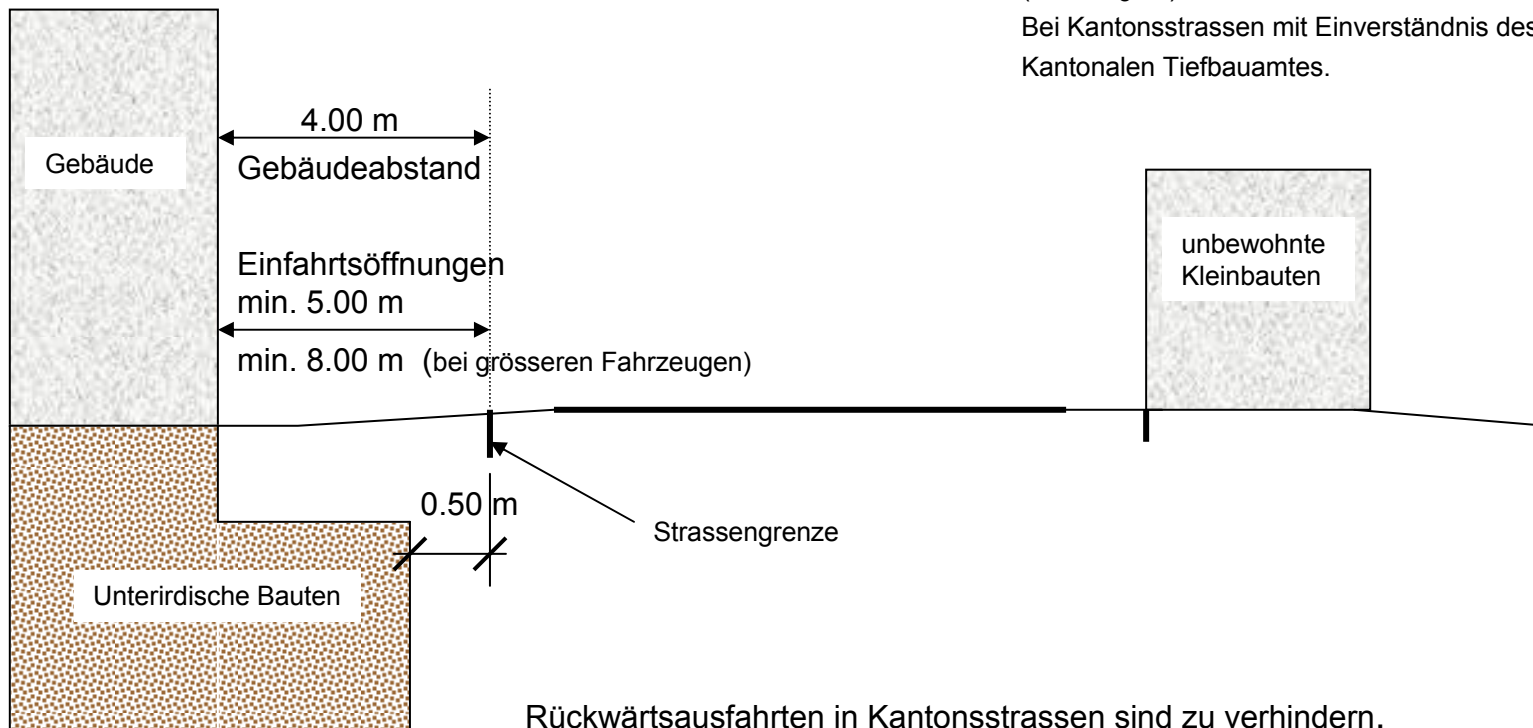 Bei Kantonsstrassen mit Einverständnis des
Kantonalen Tiefbauamtes.
4.00 m
Gebäude
Gebäudeabstand
Einfahrtsöffnungen
min. 5.00 m
min. 8.00 m (bei grösseren Fahrzeugen)
unbewohnte
Kleinbauten
0.50 m
Strassengrenze
Unterirdische Bauten
Rückwärtsausfahrten in Kantonsstrassen sind zu verhindern.